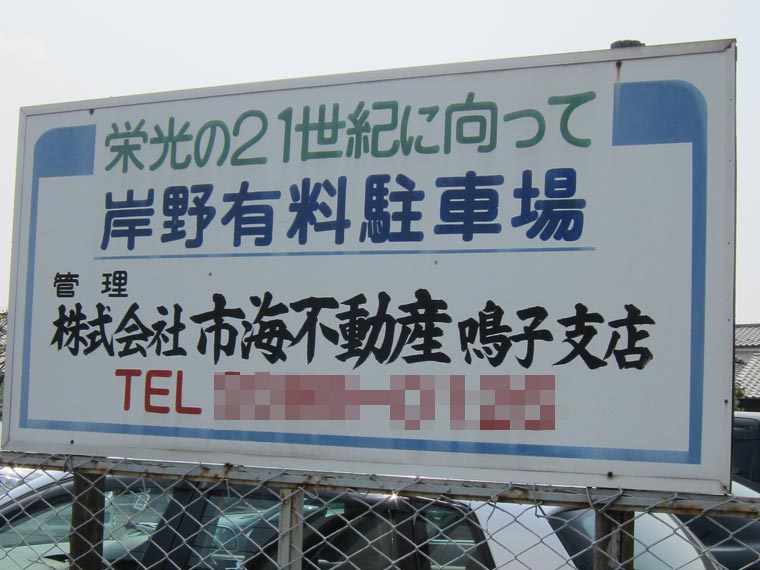 栄光の21世紀に向って
岸野有料駐車場
管理
株式会社市海不動産鳴子支店
TEL